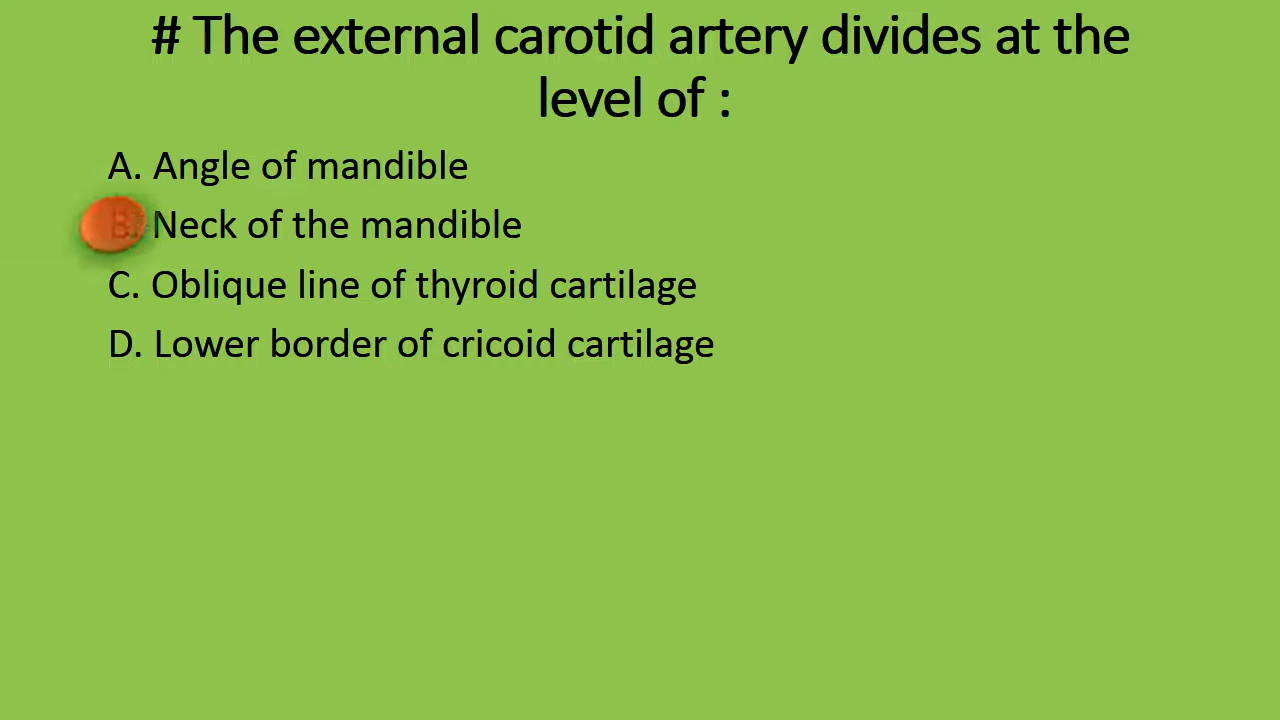 # The external carotid artery divides at the
level of :
A. Angle of mandible
B. Neck of the mandible
C. Oblique line of thyroid cartilage
D. Lower border of cricoid cartilage